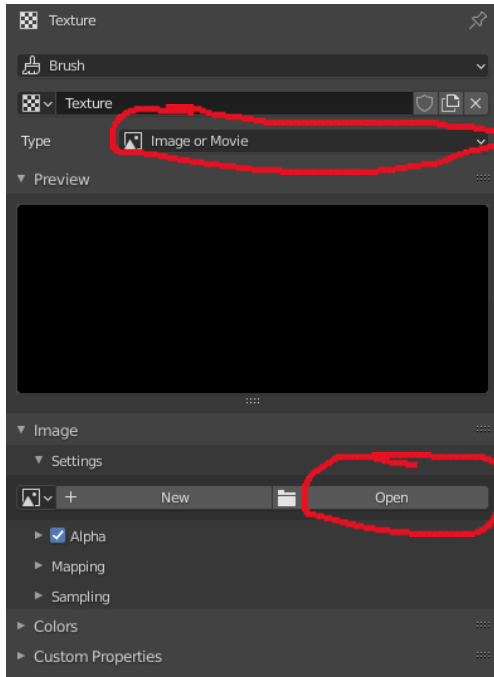 Texture
Brush
Texture
Type Image or Movie
Preview
Image
Settings
New Open
Alpha
Mapping
Sampling
Colors
Custom Properties